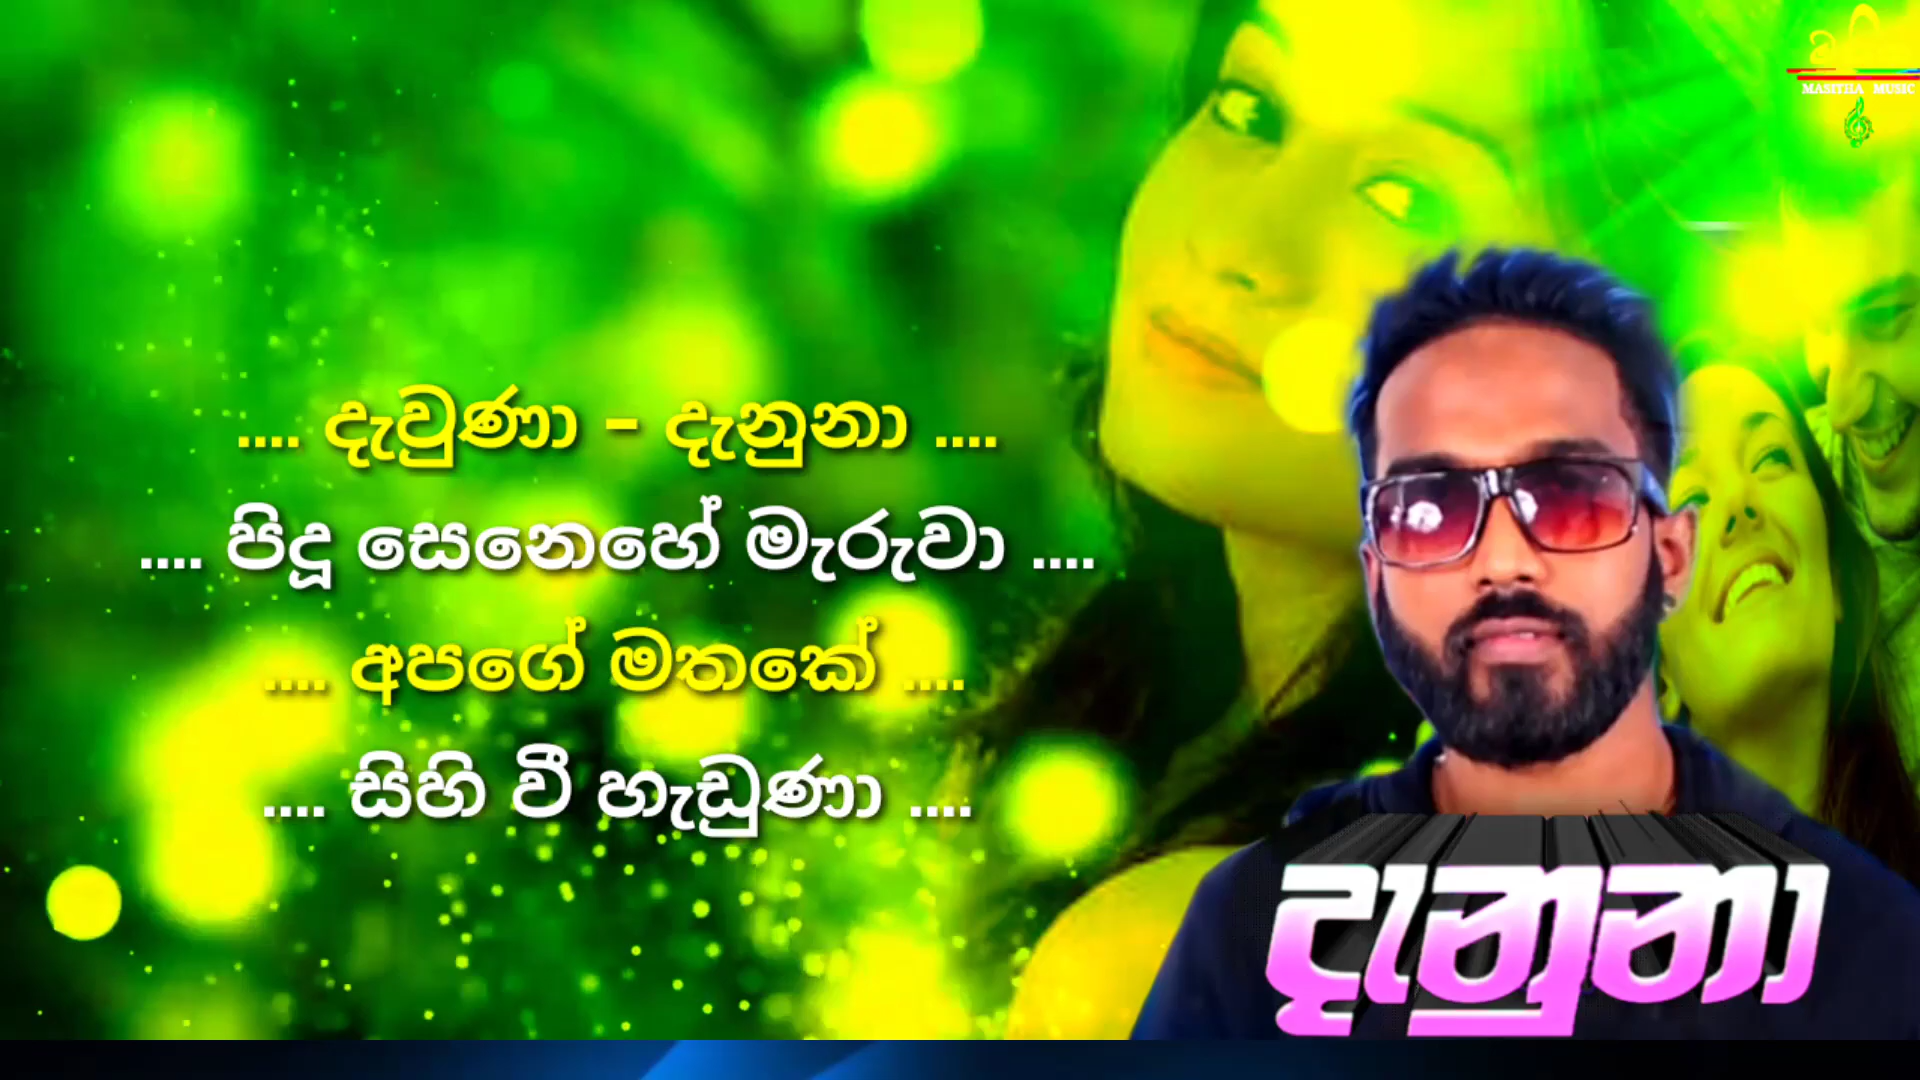 .... දැවුණා - දැනුනා ....
.... පිදූ සෙනෙහේ මැරුවා ....
.... අපගේ මතකේ ....
.... සිහි වී හැඬුණා ....
MASITHA MUSIC
දැනුනා